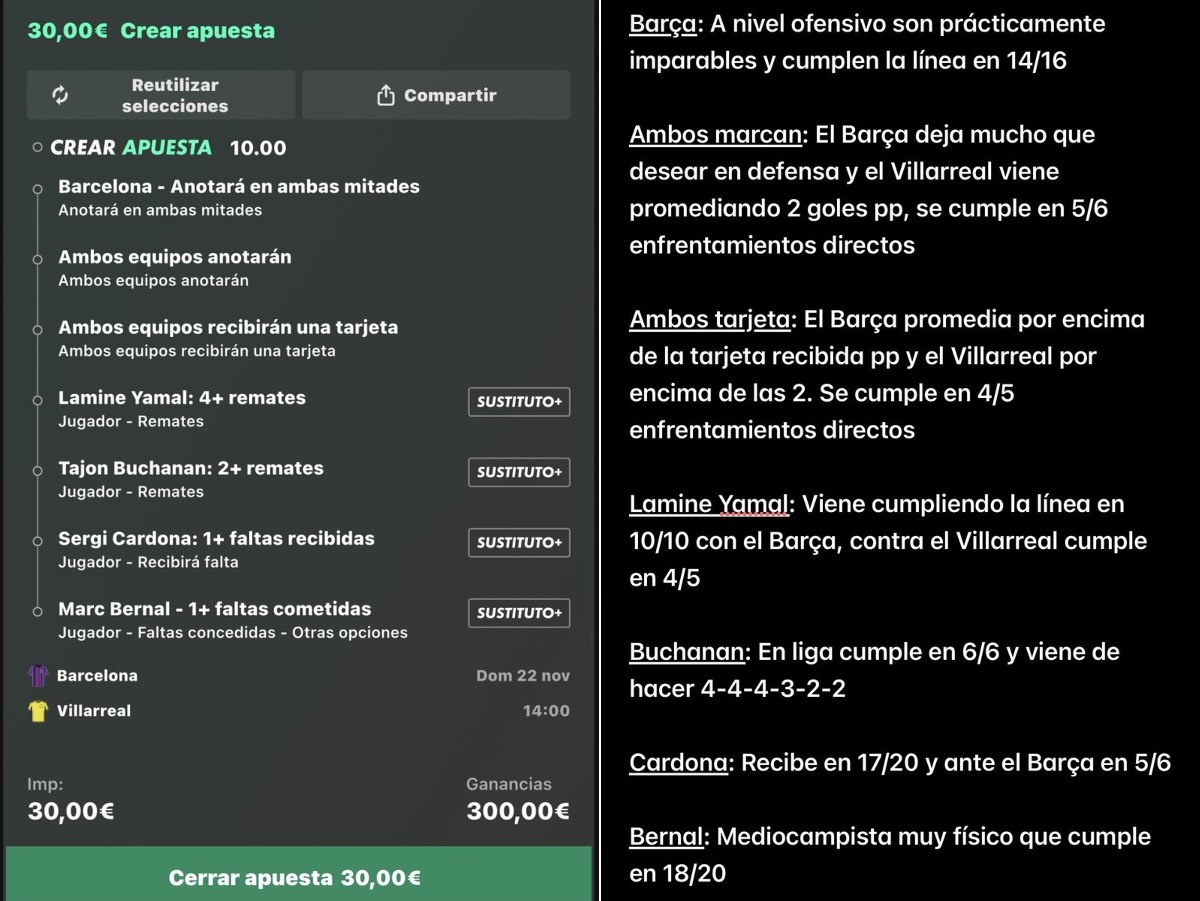 30,00€ Crear apuesta
Reutilizar
selecciones
Compartir
CREAR APUESTA 10.00
Barcelona - Anotará en ambas mitades
Anotará en ambas mitades
Ambos equipos anotarán
Ambos equipos anotarán
Ambos equipos recibirán una tarjeta
Ambos equipos recibirán una tarjeta
Lamine Yamal: 4+ remates
SUSTITUTO+
Jugador - Remates
Tajon Buchanan: 2+ remates
SUSTITUTO+
Jugador - Remates
Sergi Cardona: 1+ faltas recibidas
SUSTITUTO+
Jugador - Recibirá falta
Marc Bernal - 1+ faltas cometidas
SUSTITUTO+
Jugador - Faltas concedidas - Otras opciones
Barcelona
Dom 22 nov
Villarreal
14:00
Imp:
Ganancias
30,00€
300,00€
Cerrar apuesta 30,00€
Barça: A nivel ofensivo son prácticamente
imparables y cumplen la línea en 14/16
Ambos marcan: El Barça deja mucho que
desear en defensa y el Villarreal viene
promediando 2 goles pp, se cumple en 5/6
enfrentamientos directos
Ambos tarjeta: El Barça promedia por encima
de la tarjeta recibida pp y el Villarreal por
encima de las 2. Se cumple en 4/5
enfrentamientos directos
Lamine Yamal: Viene cumpliendo la línea en
10/10 con el Barça, contra el Villarreal cumple
en 4/5
Buchanan: En liga cumple en 6/6 y viene de
hacer 4-4-4-3-2-2
Cardona: Recibe en 17/20 y ante el Barça en 5/6
Bernal: Mediocampista muy físico que cumple
en 18/20